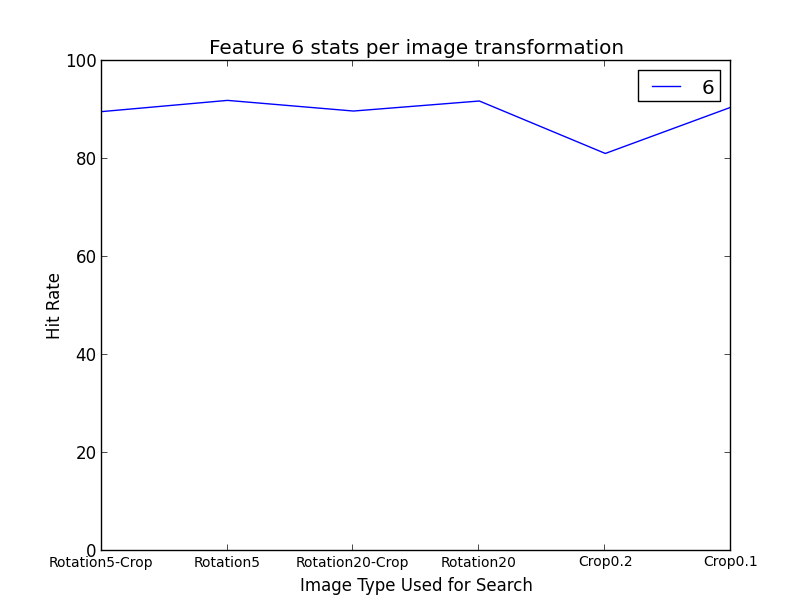 Feature 6 stats per image transformation
6
100
80
60
40
20
0
Hit Rate
Rotation5-Crop Rotation5 Rotation20-Crop Rotation20 Crop0.2 Crop0.1
Image Type Used for Search